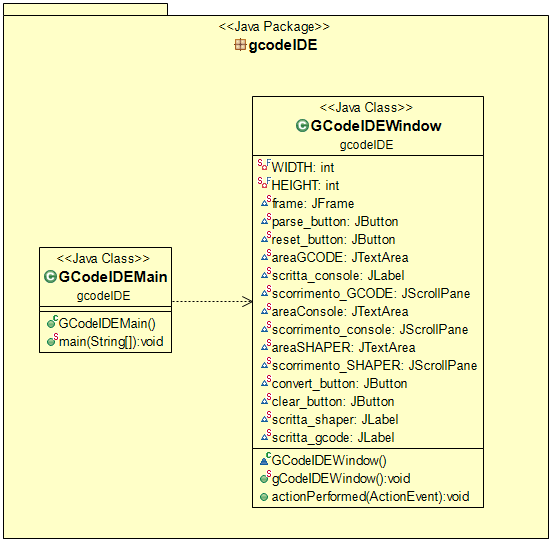 <<Java Package>>
gcodeIDE
<<Java Class>>
GCodeIDEWindow
gcodeIDE
WIDTH: int
HEIGHT: int
frame: JFrame
parse_button: JButton
reset_button: JButton
areaGCODE: JTextArea
scritta_console: JLabel
scorrimento_GCODE: JScrollPane
areaConsole: JTextArea
scorrimento_console: JScrollPane
areaSHAPER: JTextArea
scorrimento_SHAPER: JScrollPane
convert_button: JButton
clear_button: JButton
scritta_shaper: JLabel
scritta_gcode: JLabel
GCodeIDEWindow()
gCodeIDEWindow():void
actionPerformed(ActionEvent):void
<<Java Class>>
GCodeIDEMain
gcodeIDE
GCodeIDEMain()
main(String[]):void